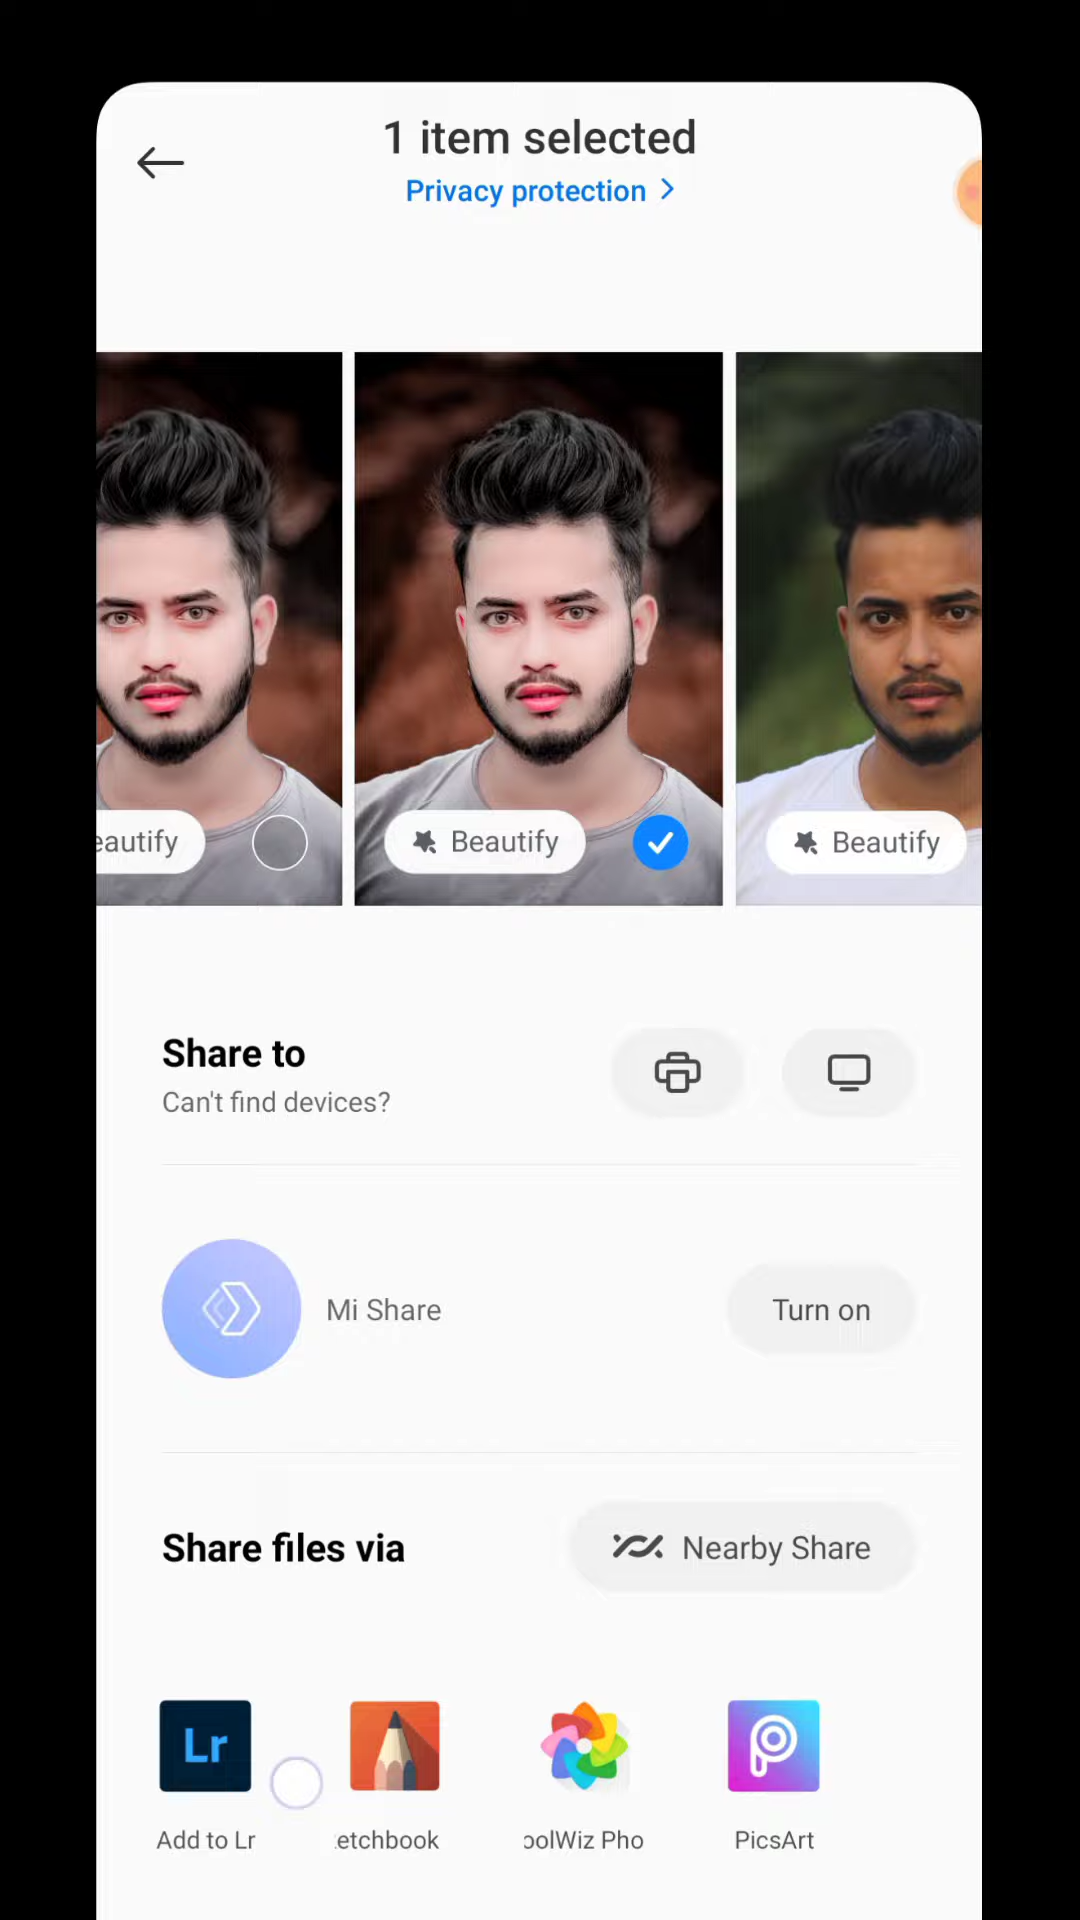 1 item selected
Privacy protection
eautify
Beautify
Beautify
Share to
Can't find devices?
Mi Share
Turn on
Share files via
Nearby Share
Lr
Add to Lr
etchbook
oolWiz Pho
PicsArt